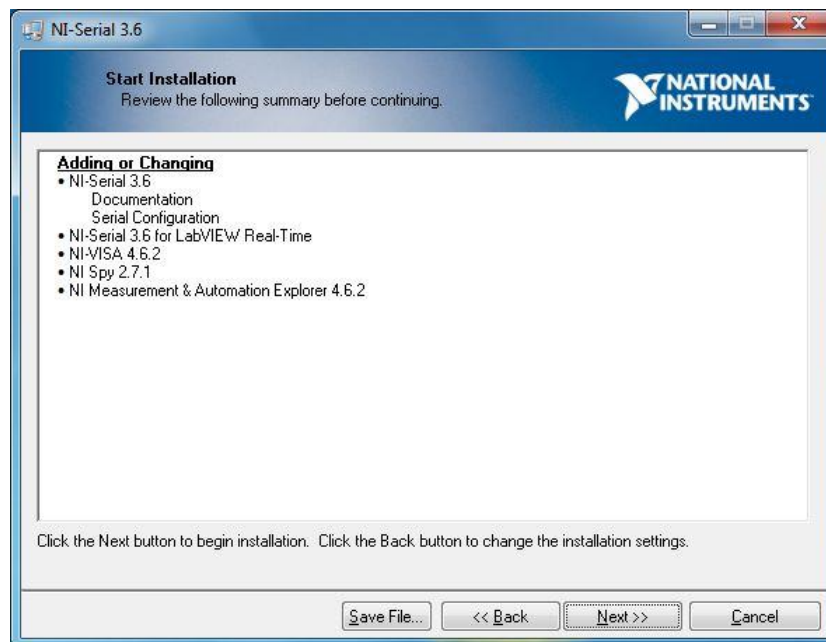 NI-Serial 3.6
Start Installation
Review the following summary before continuing.
NATIONAL
INSTRUMENTS
Adding or Changing
• NI-Serial 3.6
Documentation
Serial Configuration
• NI-Serial 3.6 for LabVIEW Real-Time
• NI-VISA 4.6.2
• NI Spy 2.7.1
• NI Measurement & Automation Explorer 4.6.2
Click the Next button to begin installation. Click the Back button to change the installation settings.
Save File... << Back Next >> Cancel